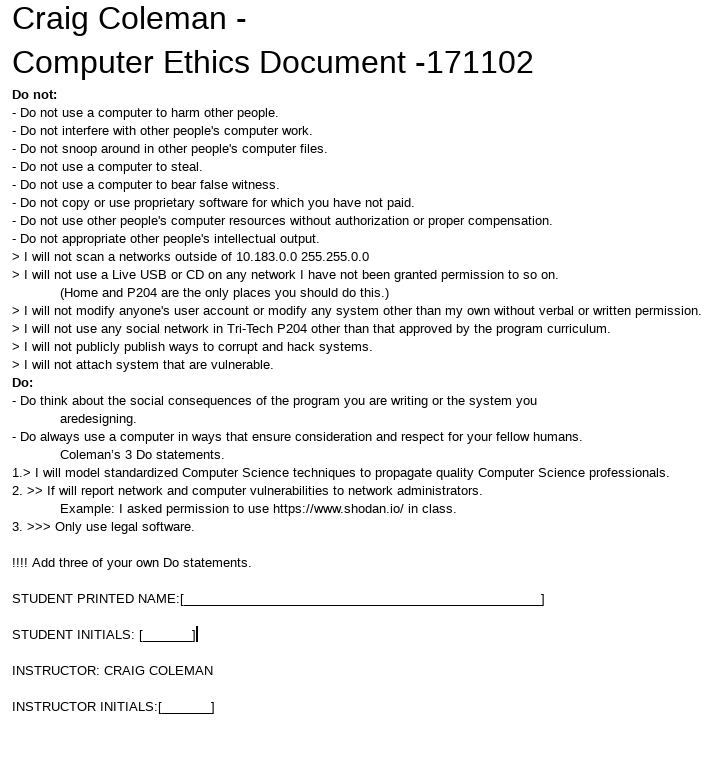 Craig Coleman -
Computer Ethics Document -171102
Do not:
- Do not use a computer to harm other people.
- Do not interfere with other people's computer work.
- Do not snoop around in other people's computer files.
- Do not use a computer to steal.
- Do not use a computer to bear false witness.
- Do not copy or use proprietary software for which you have not paid.
- Do not use other people's computer resources without authorization or proper compensation.
- Do not appropriate other people's intellectual output.
> I will not scan a networks outside of 10.183.0.0 255.255.0.0
> I will not use a Live USB or CD on any network I have not been granted permission to so on.
(Home and P204 are the only places you should do this.)
> I will not modify anyone's user account or modify any system other than my own without verbal or written permission.
> I will not use any social network in Tri-Tech P204 other than that approved by the program curriculum.
> I will not publicly publish ways to corrupt and hack systems.
> I will not attach system that are vulnerable.
Do:
- Do think about the social consequences of the program you are writing or the system you
aredesigning.
- Do always use a computer in ways that ensure consideration and respect for your fellow humans.
Coleman's 3 Do statements.
1.> I will model standardized Computer Science techniques to propagate quality Computer Science professionals.
2. >> If will report network and computer vulnerabilities to network administrators.
Example: I asked permission to use https://www.shodan.io/ in class.
3. >>> Only use legal software.
!!!! Add three of your own Do statements.
STUDENT PRINTED NAME:[__________________________________________________]
STUDENT INITIALS: [_______]
INSTRUCTOR: CRAIG COLEMAN
INSTRUCTOR INITIALS:[_______]